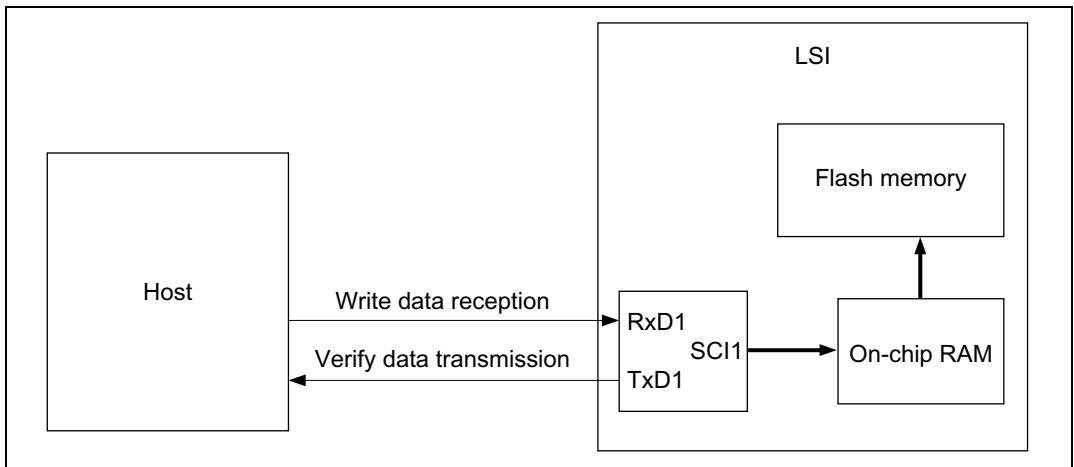 LSI
Flash memory
Host
Write data reception
RxD1
SCI1
On-chip RAM
Verify data transmission
TxD1